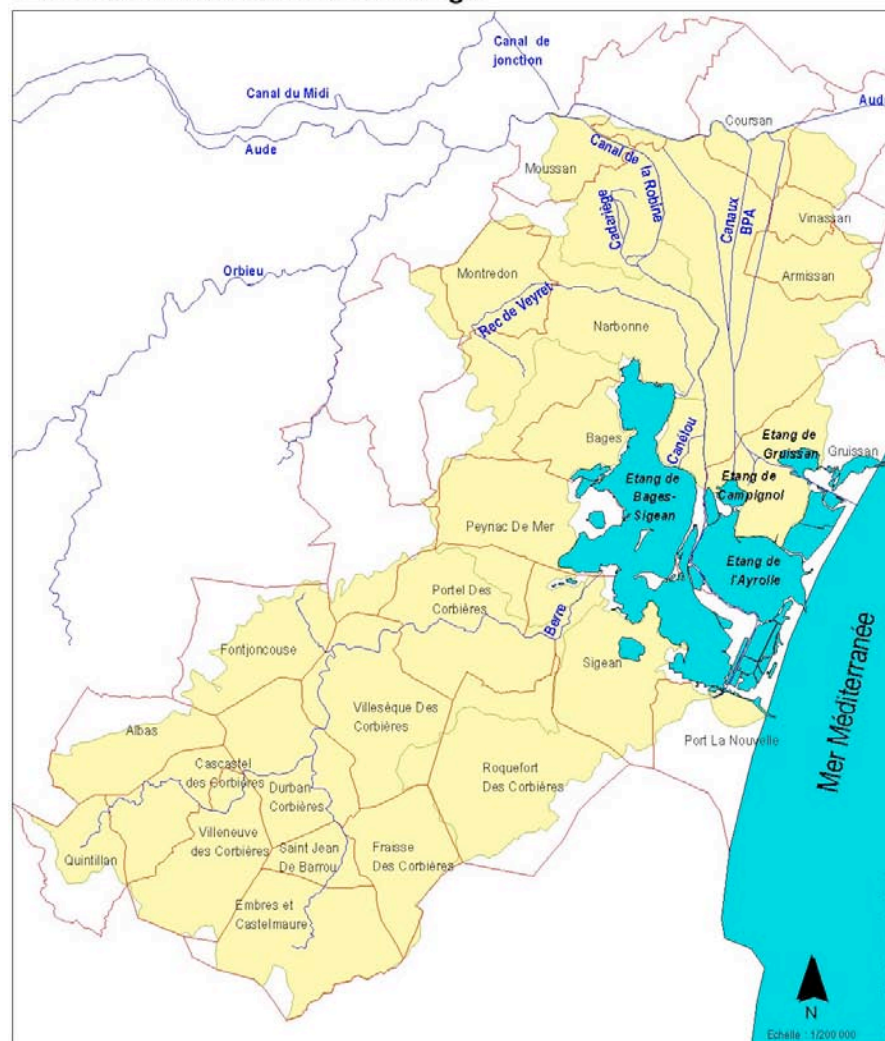 Canal de
jonction
Canal du Midi
Aude
Aude
Coursan
Moussan
Canal de
la Robine
Cadariège
Canaux
BPA
Vinassan
Orbieu
Montredon
Armissan
Rec de Veyret
Narbonne
Bages
Canélou
Etang de
Gruissan
Gruissan
Etang de
Bages-
Sigean
Etang de
Campignol
Peynac De Mer
Etang de
l'Ayrolle
Portel Des
Corbières
Berre
Fontjoncouse
Sigean
Mer Méditerranée
Albas
Villesèque Des
Corbières
Port La Nouvelle
Cascastel
des Corbières
Durban
Corbières
Roquefort
Des Corbières
Quintillan
Villeneuve
des Corbières
Saint Jean
De Barrou
Fraisse
Des Corbières
Embres et
Castelmaure
N
Echelle : 1/200 000